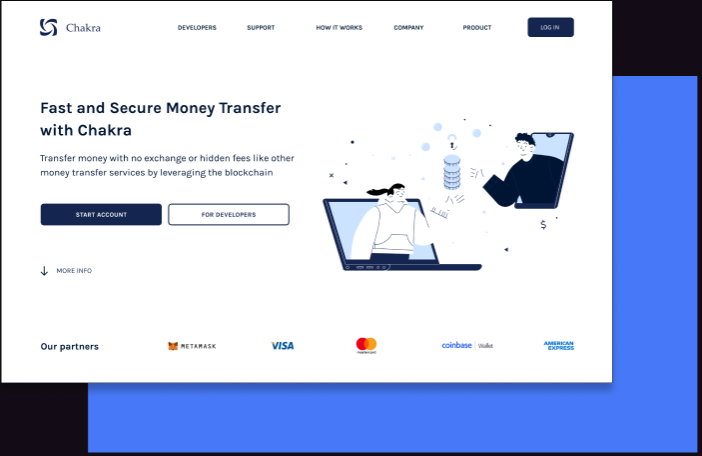 Chakra
DEVELOPERS
SUPPORT
HOW IT WORKS
COMPANY
PRODUCT
LOG IN
Fast and Secure Money Transfer
with Chakra
Transfer money with no exchange or hidden fees like other
money transfer services by leveraging the blockchain
START ACCOUNT
FOR DEVELOPERS
$
MORE INFO
Our partners
METAMASK
VISA
mastercard
coinbase | Wallet
AMERICAN
EXPRESS